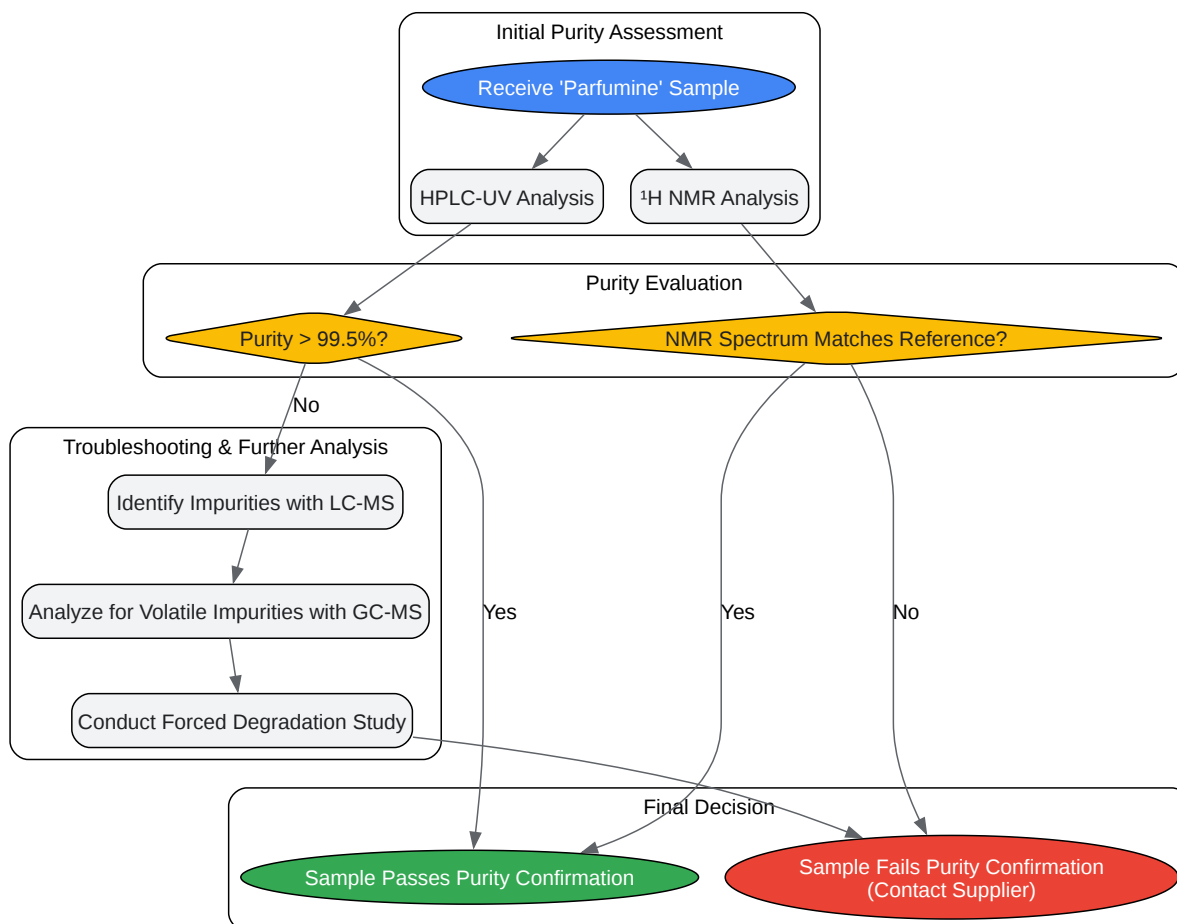 Initial Purity Assessment
Receive 'Parfumine' Sample
HPLC-UV Analysis
¹H NMR Analysis
Purity Evaluation
Purity > 99.5%?
NMR Spectrum Matches Reference?
No
Troubleshooting & Further Analysis
Identify Impurities with LC-MS
Analyze for Volatile Impurities with GC-MS
Yes
Yes
No
Conduct Forced Degradation Study
Final Decision
Sample Passes Purity Confirmation
Sample Fails Purity Confirmation
(Contact Supplier)